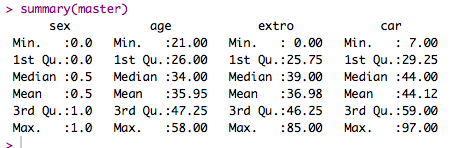 > summary(master)
sex age extro car
Min. :0.0 Min. :21.00 Min. : 0.00 Min. : 7.00
1st Qu.:0.0 1st Qu.:26.00 1st Qu.:25.75 1st Qu.:29.25
Median :0.5 Median :34.00 Median :39.00 Median :44.00
Mean :0.5 Mean :35.95 Mean :36.98 Mean :44.12
3rd Qu.:1.0 3rd Qu.:47.25 3rd Qu.:46.25 3rd Qu.:59.00
Max. :1.0 Max. :58.00 Max. :85.00 Max. :97.00
>